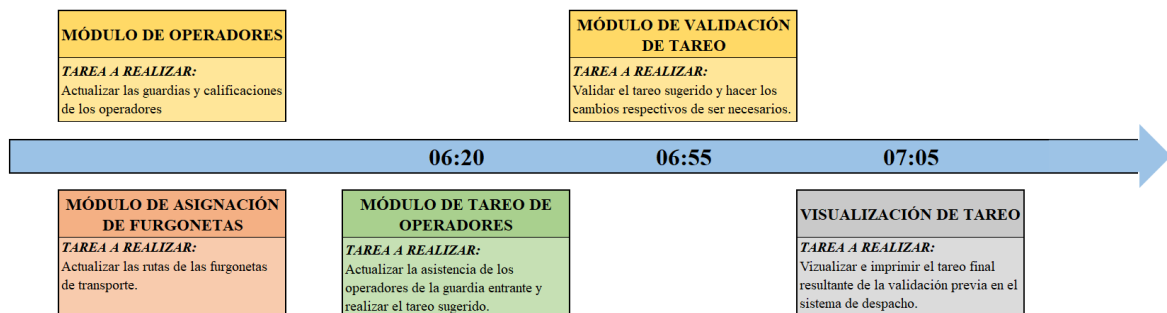 MÓDULO DE OPERADORES
TAREA A REALIZAR:
Actualizar las guardias y calificaciones
de los operadores
MÓDULO DE VALIDACIÓN
DE TAREO
TAREA A REALIZAR:
Validar el tareo sugerido y hacer los
cambios respectivos de ser necesarios.
06:20
06:55
07:05
MÓDULO DE ASIGNACIÓN
DE FURGONETAS
TAREA A REALIZAR:
Actualizar las rutas de las furgonetas
de transporte.
MÓDULO DE TAREO DE
OPERADORES
TAREA A REALIZAR:
Actualizar la asistencia de los
operadores de la guardia entrante y
realizar el tareo sugerido.
VISUALIZACIÓN DE TAREO
TAREA A REALIZAR:
Vizualizar e imprimir el tareo final
resultante de la validación previa en el
sistema de despacho.